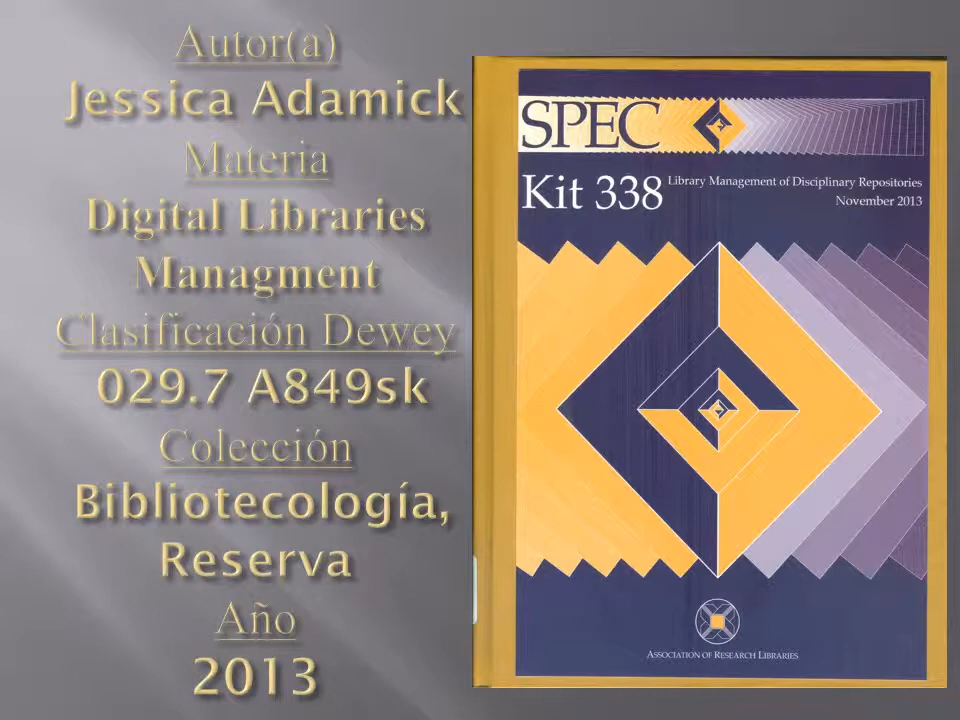 Autor(a)
Jessica Adamick
Materia
Digital Libraries
Managment
Clasificación Dewey
029.7 A849sk
Colección
Bibliotecología,
Reserva
Año
2013
SPEC
Kit 338
Library Management of Disciplinary Repositories
November 2013
Association of Research Libraries